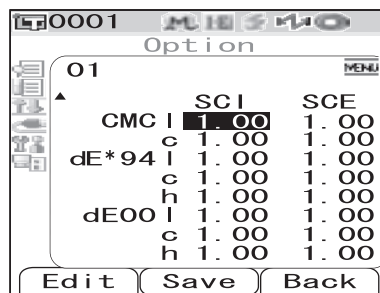 0001
Option
01 MENU
SCI SCE
CMC l 1.00 1.00
c 1.00 1.00
dE*94 l 1.00 1.00
c 1.00 1.00
h 1.00 1.00
dE00 l 1.00 1.00
c 1.00 1.00
h 1.00 1.00
Edit Save Back